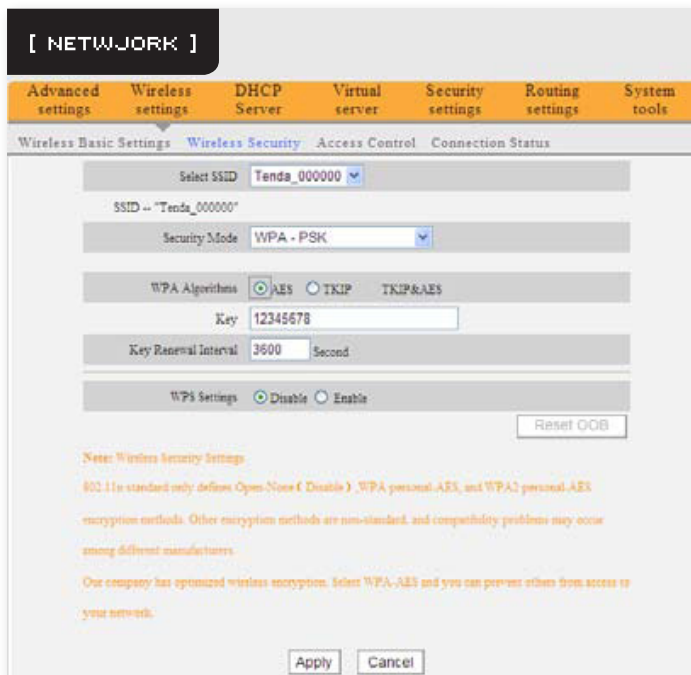 [ NETWJORK ]
Advanced settings Wireless settings DHCP Server Virtual server Security settings Routing settings System tools
Wireless Basic Settings Wireless Security Access Control Connection Status
Select SSID Tenda_000000
SSID -- "Tenda_000000"
Security Mode WPA - PSK
WPA Algorithms AES TKIP TKIP&AES
Key 12345678
Key Renewal Interval 3600 Second
WPS Settings Disable Enable
Reset OOB
Note: Wireless Security Settings
802.11n standard only defines Open-None ( Disable ) ,WPA personal-AES, and WPA2 personal-AES
encryption methods. Other encryption methods are non-standard, and compatibility problems may occur
among different manufacturers.
Our company has optimized wireless encryption. Select WPA-AES and you can prevent others from access to
your network.
Apply Cancel